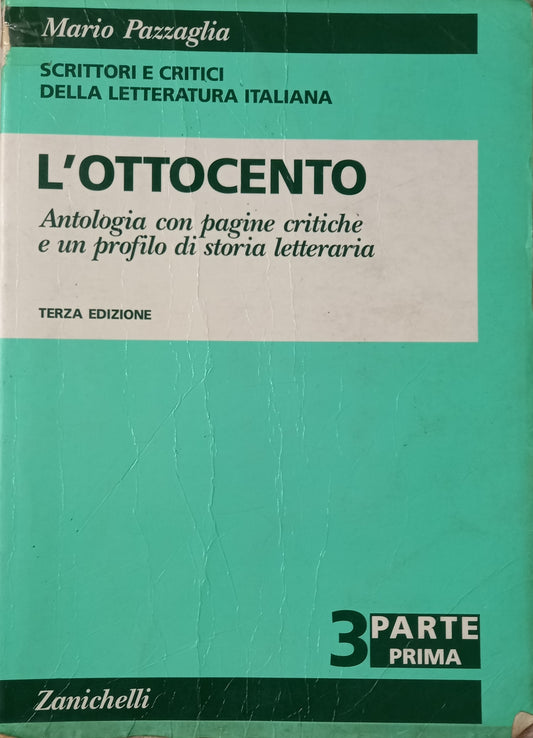 Mario Pazzaglia
SCRITTORI E CRITICI
DELLA LETTERATURA ITALIANA
L'OTTOCENTO
Antologia con pagine critiche
e un profilo di storia letteraria
TERZA EDIZIONE
3 PARTE
PRIMA
Zanichelli